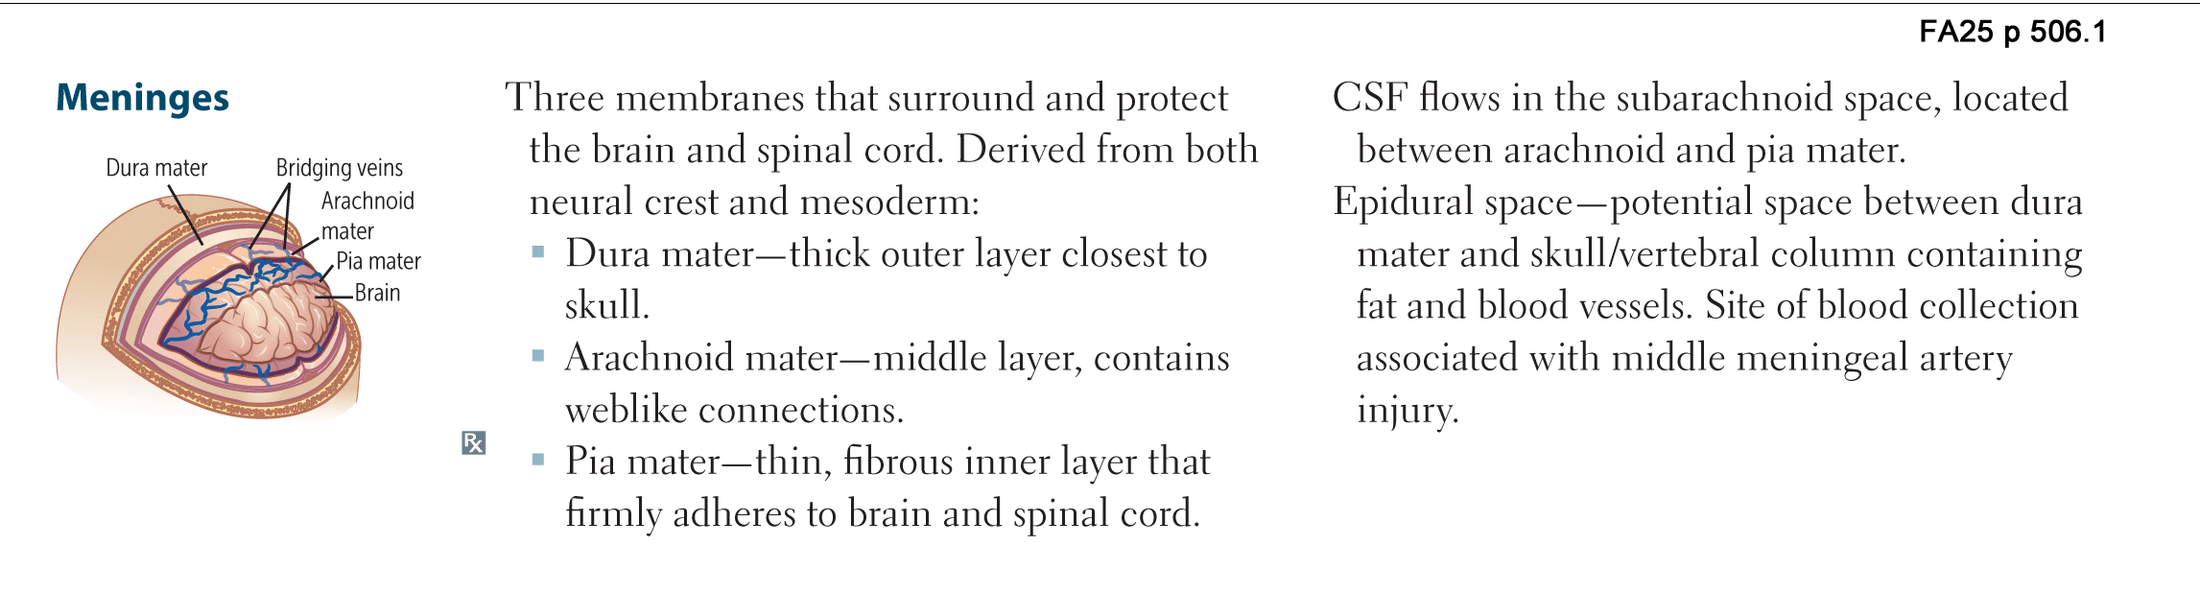 FA25 p 506.1
Meninges
Dura mater
Bridging veins
Arachnoid
mater
Pia mater
Brain
Three membranes that surround and protect
the brain and spinal cord. Derived from both
neural crest and mesoderm:
▪ Dura mater—thick outer layer closest to
skull.
▪ Arachnoid mater—middle layer, contains
weblike connections.
Rx
▪ Pia mater—thin, fibrous inner layer that
firmly adheres to brain and spinal cord.
CSF flows in the subarachnoid space, located
between arachnoid and pia mater.
Epidural space—potential space between dura
mater and skull/vertebral column containing
fat and blood vessels. Site of blood collection
associated with middle meningeal artery
injury.